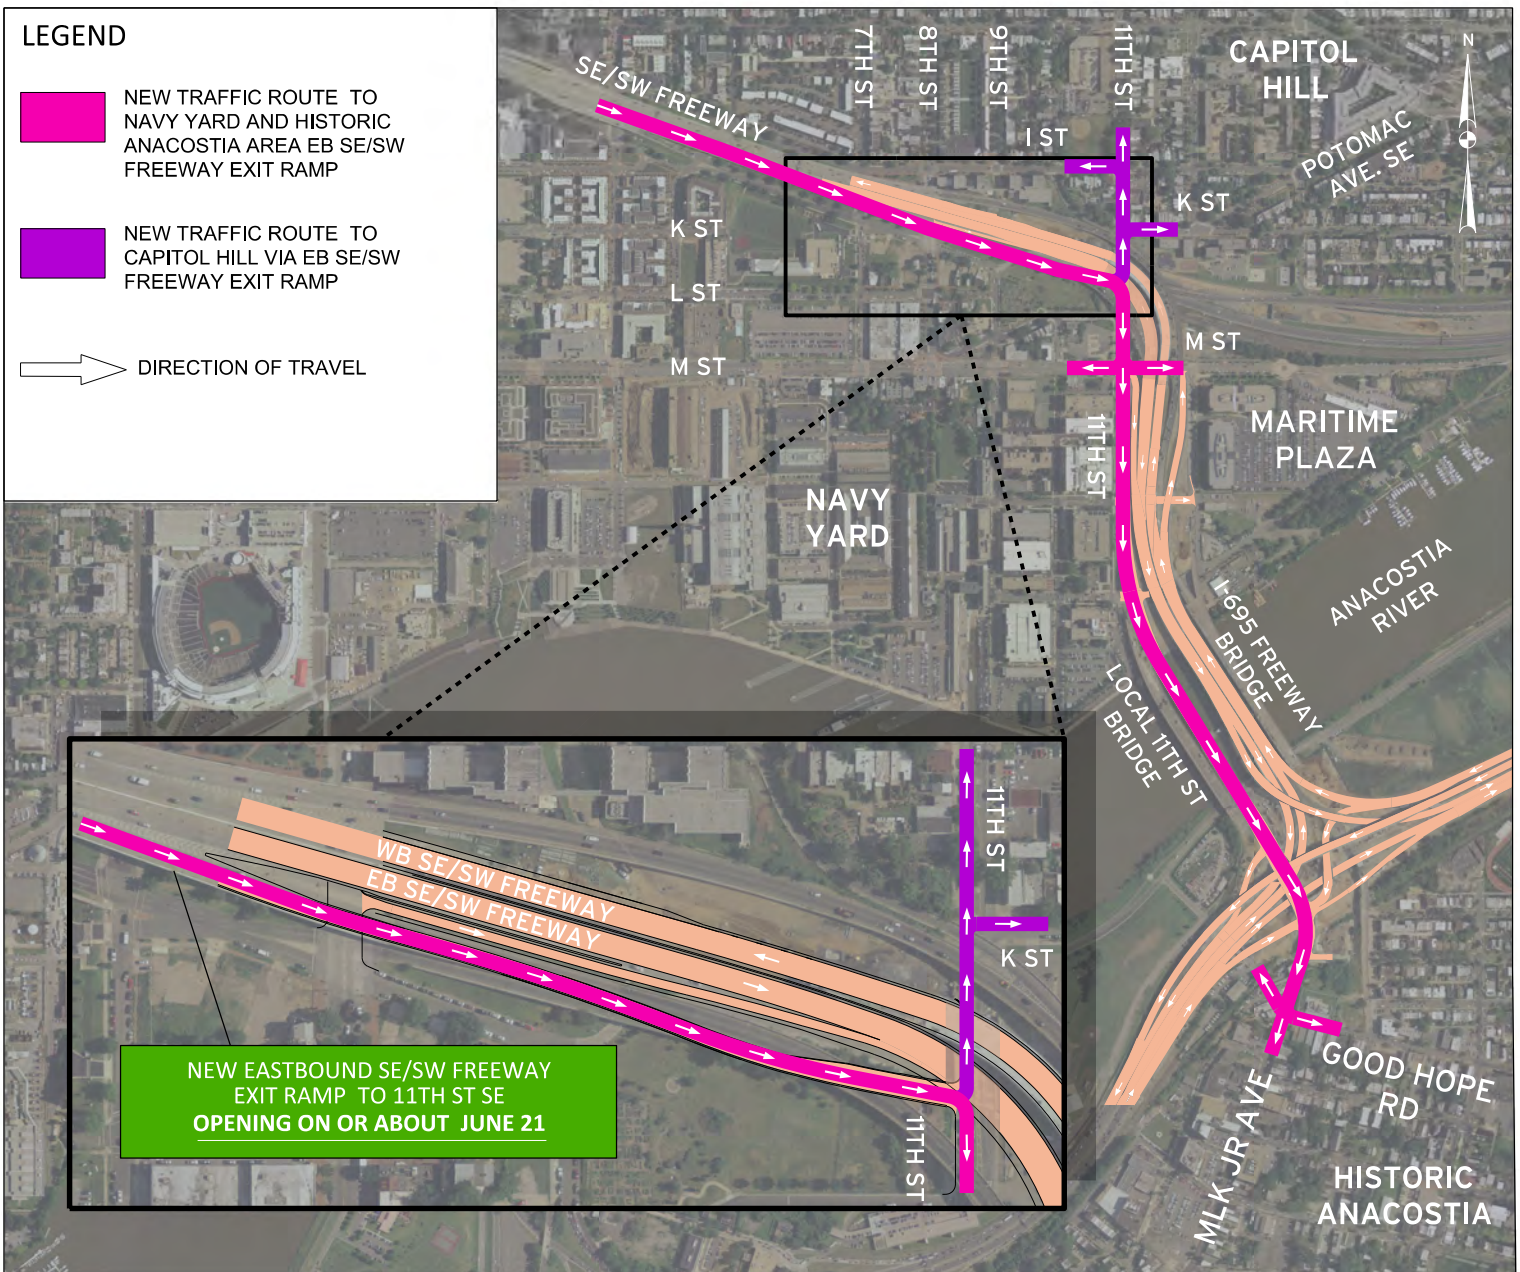 LEGEND
NEW TRAFFIC ROUTE TO
NAVY YARD AND HISTORIC
ANACOSTIA AREA EB SE/SW
FREEWAY EXIT RAMP
NEW TRAFFIC ROUTE TO
CAPITOL HILL VIA EB SE/SW
FREEWAY EXIT RAMP
DIRECTION OF TRAVEL
SE/SW FREEWAY
7TH ST
8TH ST
9TH ST
11TH ST
CAPITOL
HILL
N
I ST
POTOMAC
AVE. SE
K ST
K ST
L ST
M ST
M ST
11TH ST
MARITIME
PLAZA
NAVY
YARD
ANACOSTIA
RIVER
I-695 FREEWAY
BRIDGE
LOCAL 11TH ST
BRIDGE
WB SE/SW FREEWAY
EB SE/SW FREEWAY
11TH ST
K ST
11TH ST
NEW EASTBOUND SE/SW FREEWAY
EXIT RAMP TO 11TH ST SE
OPENING ON OR ABOUT JUNE 21
GOOD HOPE
RD
MLK JR AVE
HISTORIC
ANACOSTIA